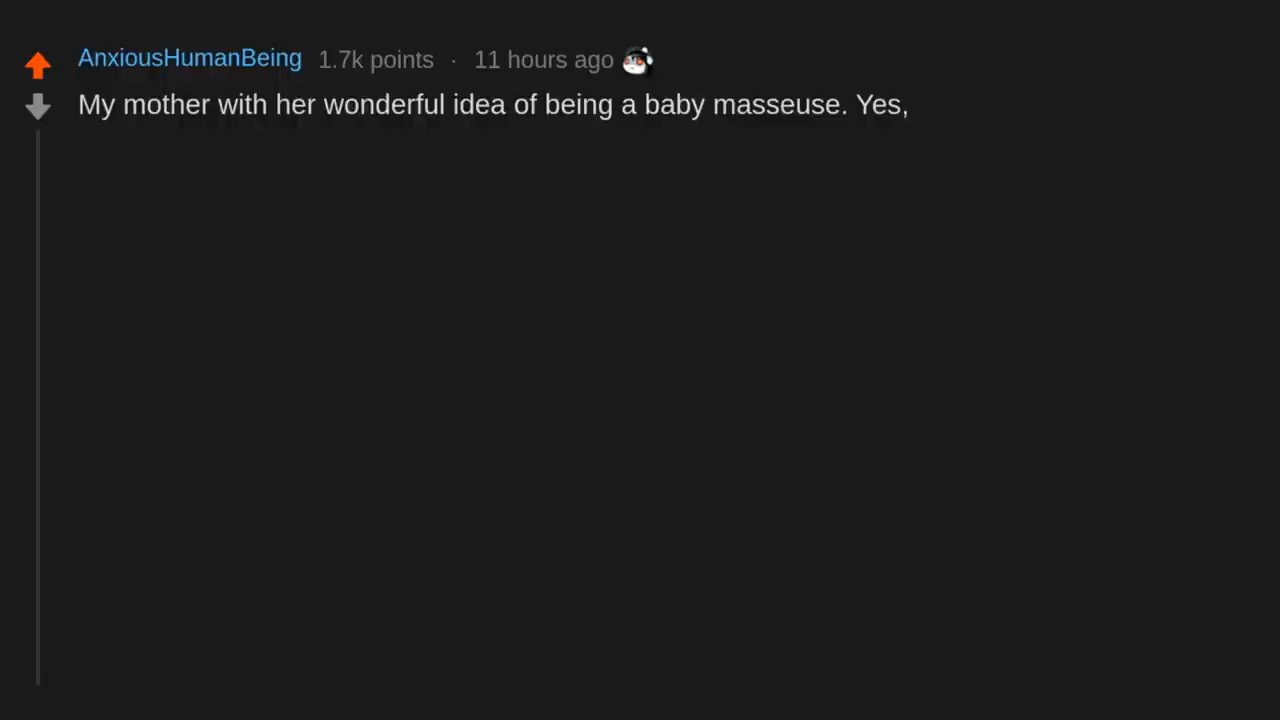 AnxiousHumanBeing 1.7k points · 11 hours ago
My mother with her wonderful idea of being a baby masseuse. Yes,